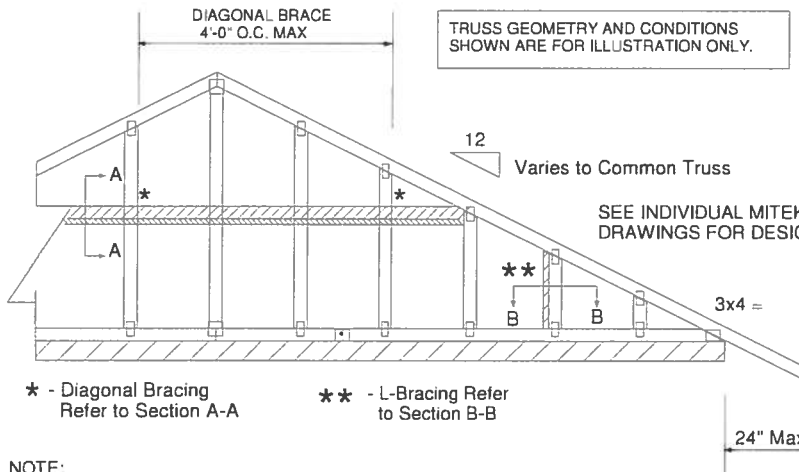 DIAGONAL BRACE
4'-0" O.C. MAX
TRUSS GEOMETRY AND CONDITIONS
SHOWN ARE FOR ILLUSTRATION ONLY.
12
Varies to Common Truss
A
*
*
SEE INDIVIDUAL MITEK
DRAWINGS FOR DESIG
A
**
B B
3x4 =
* - Diagonal Bracing
Refer to Section A-A
** - L-Bracing Refer
to Section B-B
24" Max
NOTE: